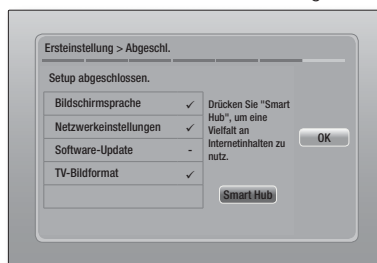 Ersteinstellung > Abgeschl.
Setup abgeschlossen.
Bildschirmsprache ✓
Netzwerkeinstellungen ✓
Software-Update -
TV-Bildformat ✓
Drücken Sie "Smart
Hub", um eine
Vielfalt an
Internetinhalten zu
nutz.
Smart Hub
OK